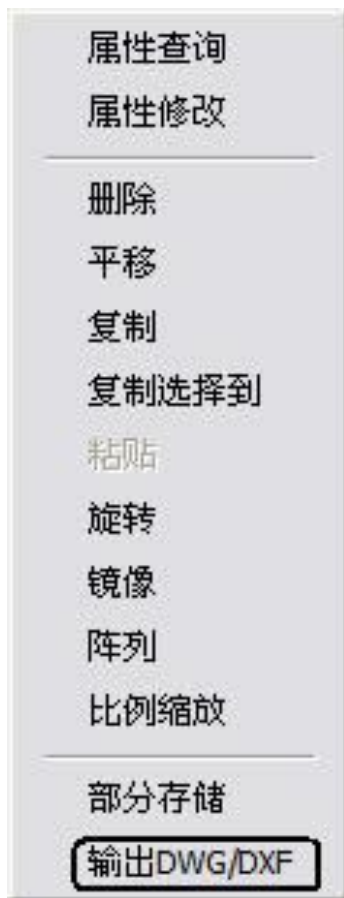 属性查询
属性修改
删除
平移
复制
复制选择到
粘贴
旋转
镜像
阵列
比例缩放
部分存储
输出DWG/DXF